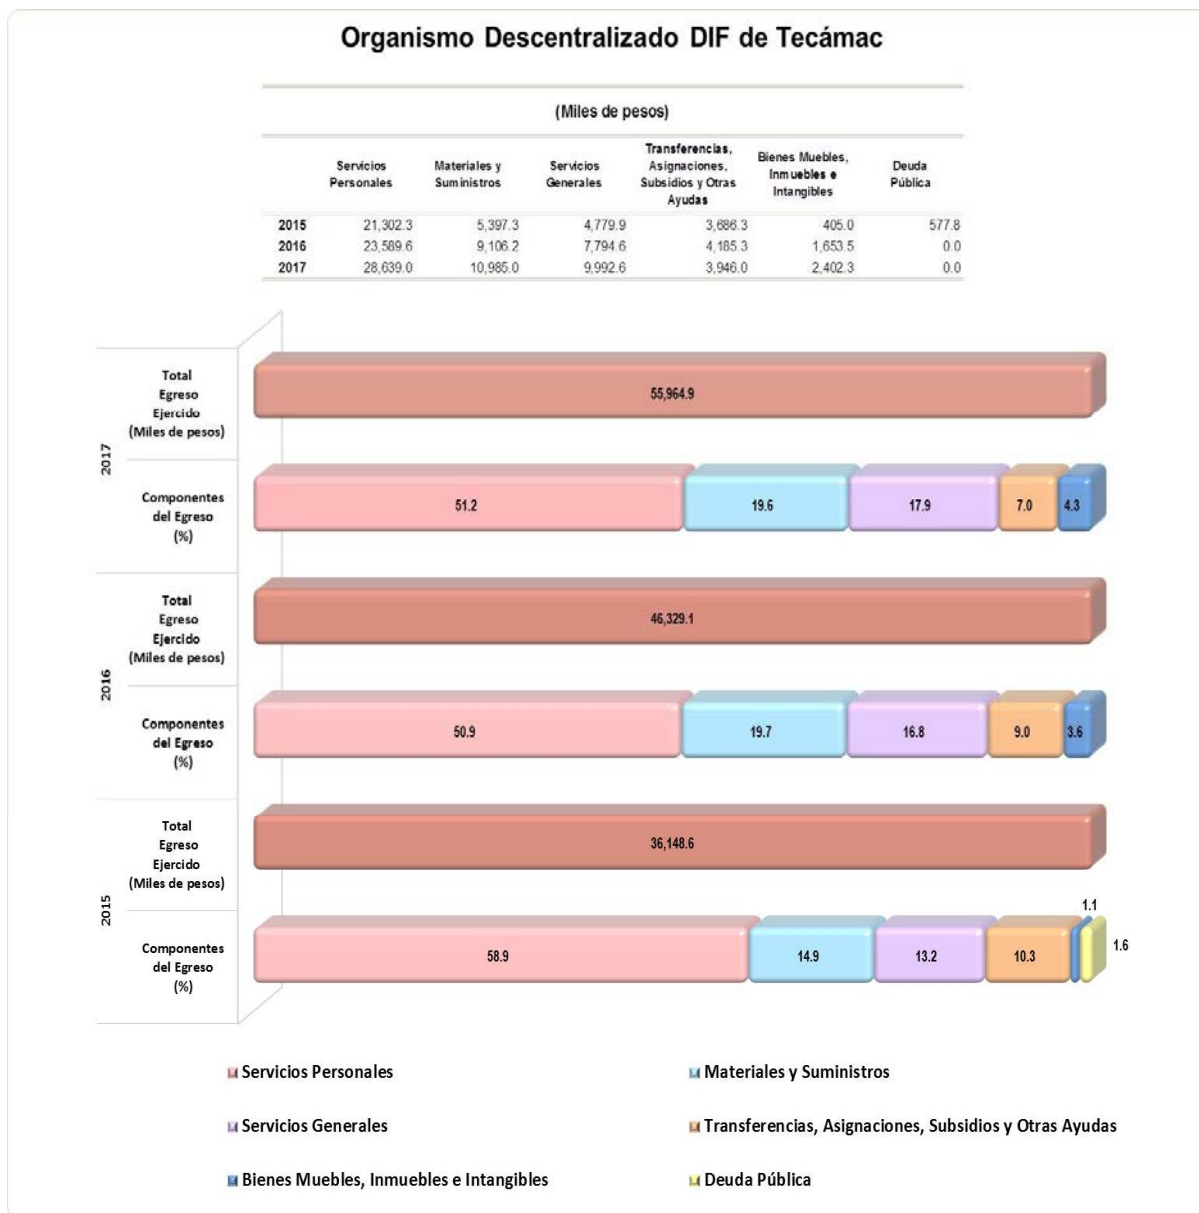 Organismo Descentralizado DIF de Tecámac
(Miles de pesos)
Servicios Personales Materiales y Suministros Servicios Generales Transferencias, Asignaciones, Subsidios y Otras Ayudas Bienes Muebles, Inmuebles e Intangibles Deuda Pública
2015 21,302.3 5,397.3 4,779.9 3,686.3 405.0 577.8
2016 23,589.6 9,106.2 7,794.6 4,185.3 1,653.5 0.0
2017 28,639.0 10,985.0 9,992.6 3,946.0 2,402.3 0.0
2017
Total
Egreso
Ejercido
(Miles de pesos)
55,964.9
Componentes
del Egreso
(%)
51.2 19.6 17.9 7.0 4.3
2016
Total
Egreso
Ejercido
(Miles de pesos)
46,329.1
Componentes
del Egreso
(%)
50.9 19.7 16.8 9.0 3.6
2015
Total
Egreso
Ejercido
(Miles de pesos)
36,148.6
Componentes
del Egreso
(%)
58.9 14.9 13.2 10.3 1.1 1.6
Servicios Personales
Materiales y Suministros
Servicios Generales
Transferencias, Asignaciones, Subsidios y Otras Ayudas
Bienes Muebles, Inmuebles e Intangibles
Deuda Pública